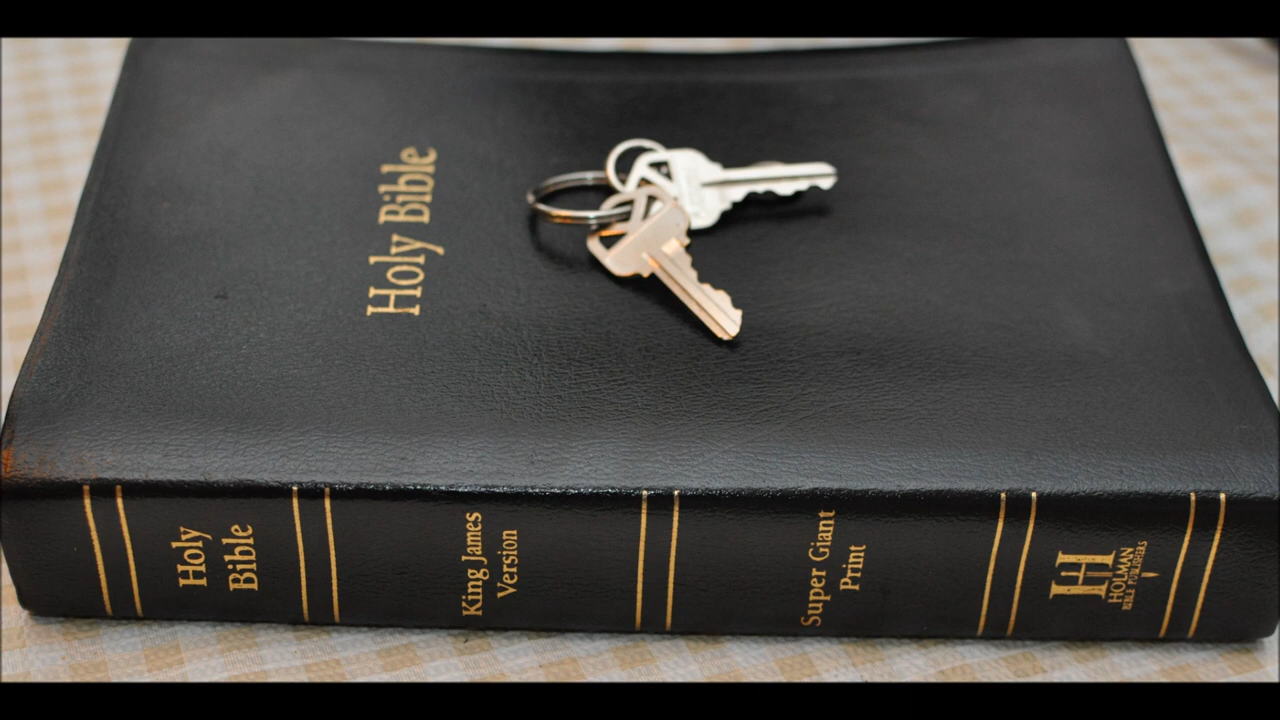 Holy Bible
Holy
Bible
King James
Version
Super Giant
Print
HOLMAN
BIBLE PUBLISHERS